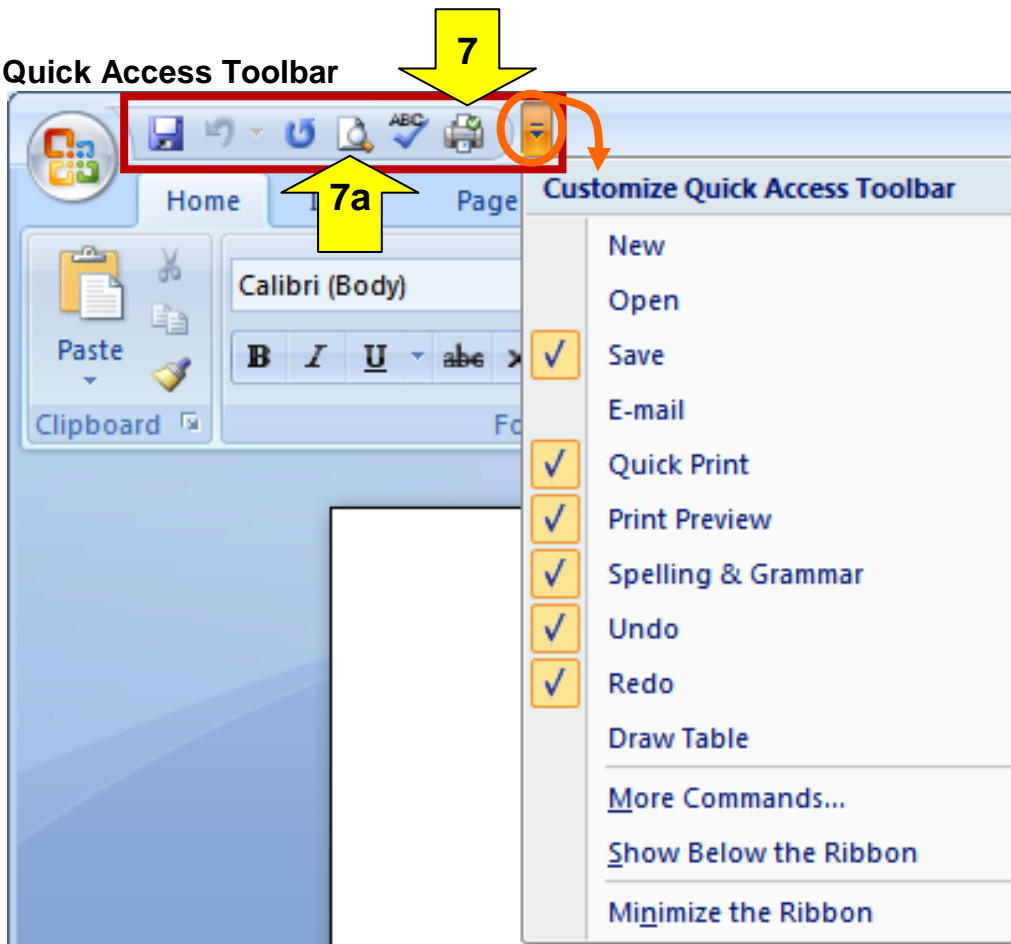 7
Quick Access Toolbar
ABC
7a
Home
Page
Customize Quick Access Toolbar
New
Open
Save
E-mail
Quick Print
Print Preview
Spelling & Grammar
Undo
Redo
Draw Table
More Commands...
Show Below the Ribbon
Minimize the Ribbon
Calibri (Body)
Paste
B I U abe
Clipboard
Fo